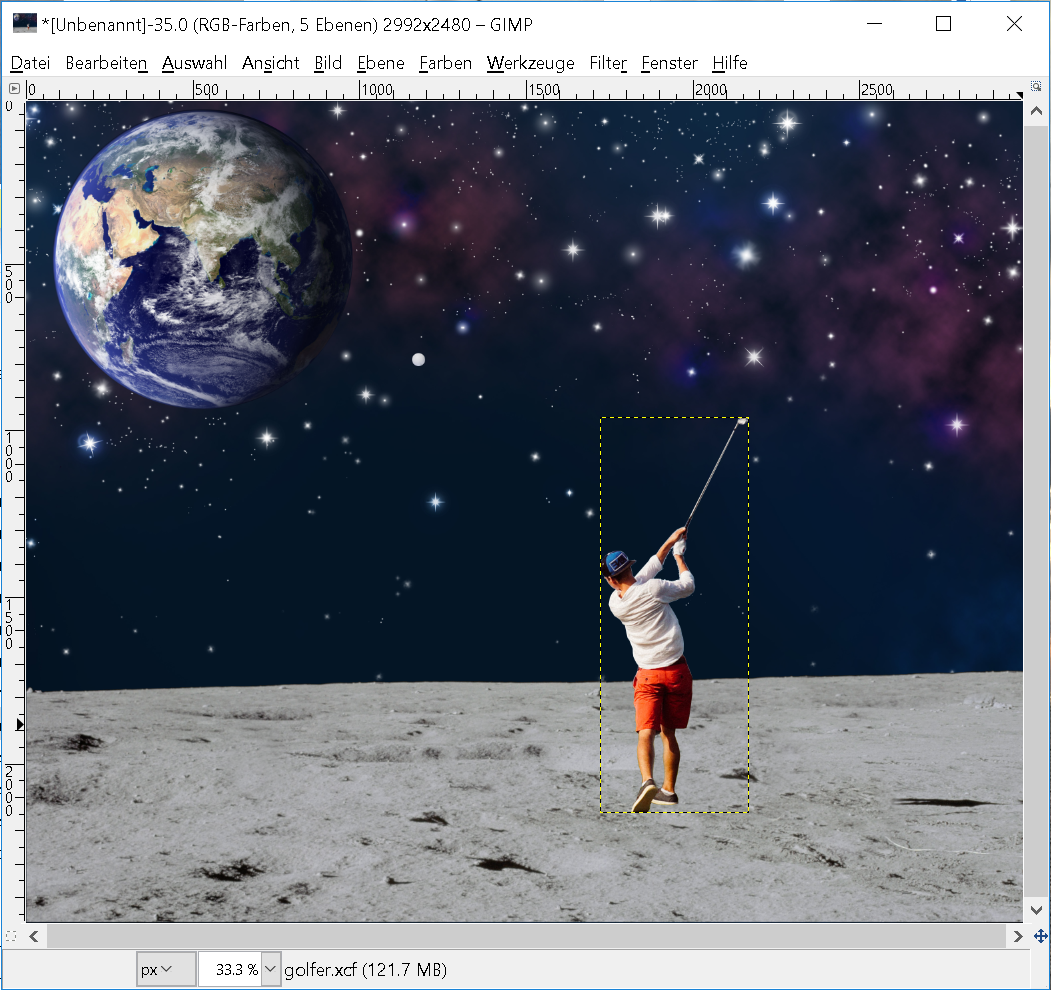 *[Unbenannt]-35.0 (RGB-Farben, 5 Ebenen) 2992x2480 – GIMP
Datei Bearbeiten Auswahl Ansicht Bild Ebene Farben Werkzeuge Filter Fenster Hilfe
0 500 1000 1500 2000 2500
0
500
1000
1500
2000
px 33.3 % golfer.xcf (121.7 MB)